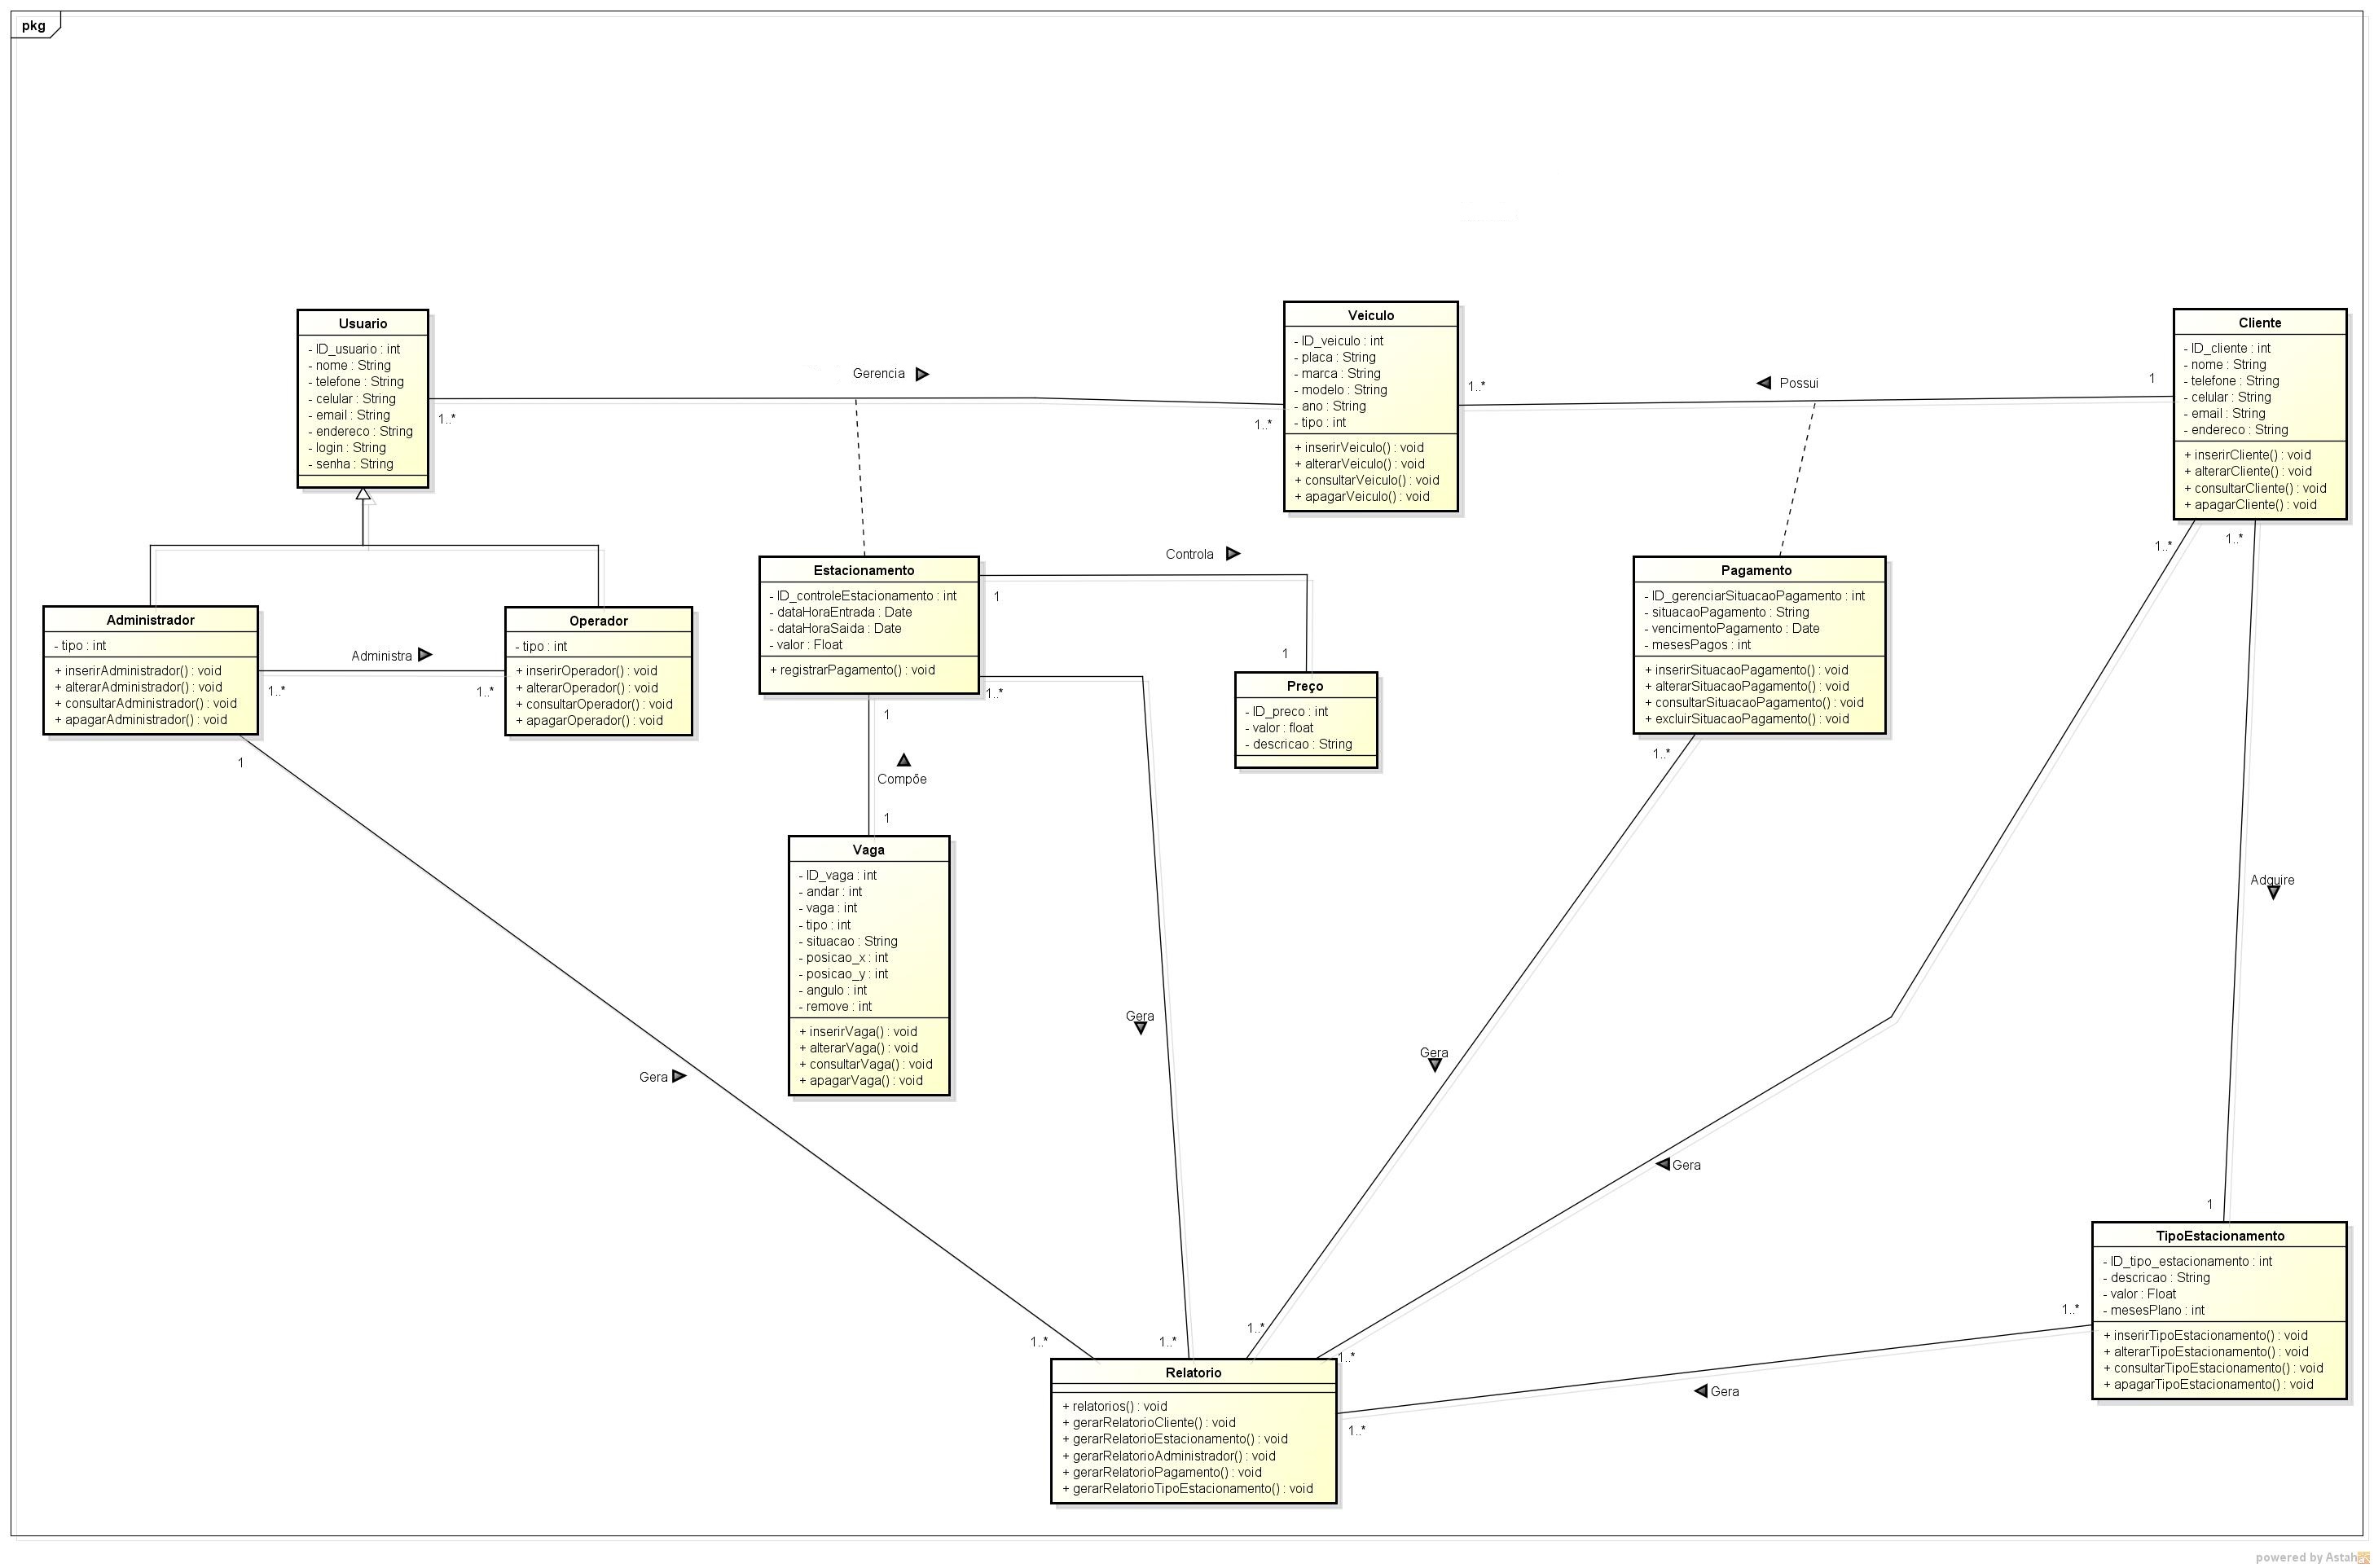 pkg
Usuario
- ID_usuario : int
- nome : String
- telefone : String
- celular : String
- email : String
- endereco : String
- login : String
- senha : String
1..*
Gerencia
1..*
Veiculo
- ID_veiculo : int
- placa : String
- marca : String
- modelo : String
- ano : String
- tipo : int
+ inserirVeiculo() : void
+ alterarVeiculo() : void
+ consultarVeiculo() : void
+ apagarVeiculo() : void
1..*
Possui
1
Cliente
- ID_cliente : int
- nome : String
- telefone : String
- celular : String
- email : String
- endereco : String
+ inserirCliente() : void
+ alterarCliente() : void
+ consultarCliente() : void
+ apagarCliente() : void
1..*
1..*
Administrador
- tipo : int
+ inserirAdministrador() : void
+ alterarAdministrador() : void
+ consultarAdministrador() : void
+ apagarAdministrador() : void
1..*
Administra
1..*
1
Operador
- tipo : int
+ inserirOperador() : void
+ alterarOperador() : void
+ consultarOperador() : void
+ apagarOperador() : void
Estacionamento
- ID_controleEstacionamento : int
- dataHoraEntrada : Date
- dataHoraSaida : Date
- valor : Float
+ registrarPagamento() : void
1
Controla
1
1..*
1
Compõe
1
Preço
- ID_preco : int
- valor : float
- descricao : String
Pagamento
- ID_gerenciarSituacaoPagamento : int
- situacaoPagamento : String
- vencimentoPagamento : Date
- mesesPagos : int
+ inserirSituacaoPagamento() : void
+ alterarSituacaoPagamento() : void
+ consultarSituacaoPagamento() : void
+ excluirSituacaoPagamento() : void
1..*
Vaga
- ID_vaga : int
- andar : int
- vaga : int
- tipo : int
- situacao : String
- posicao_x : int
- posicao_y : int
- angulo : int
- remove : int
+ inserirVaga() : void
+ alterarVaga() : void
+ consultarVaga() : void
+ apagarVaga() : void
Adquire
Gera
Gera
Gera
Gera
1
TipoEstacionamento
- ID_tipo_estacionamento : int
- descricao : String
- valor : Float
- mesesPlano : int
+ inserirTipoEstacionamento() : void
+ alterarTipoEstacionamento() : void
+ consultarTipoEstacionamento() : void
+ apagarTipoEstacionamento() : void
1..*
Gera
1..*
1..*
1..*
1..*
1..*
Relatorio
+ relatorios() : void
+ gerarRelatorioCliente() : void
+ gerarRelatorioEstacionamento() : void
+ gerarRelatorioAdministrador() : void
+ gerarRelatorioPagamento() : void
+ gerarRelatorioTipoEstacionamento() : void
powered by Astah